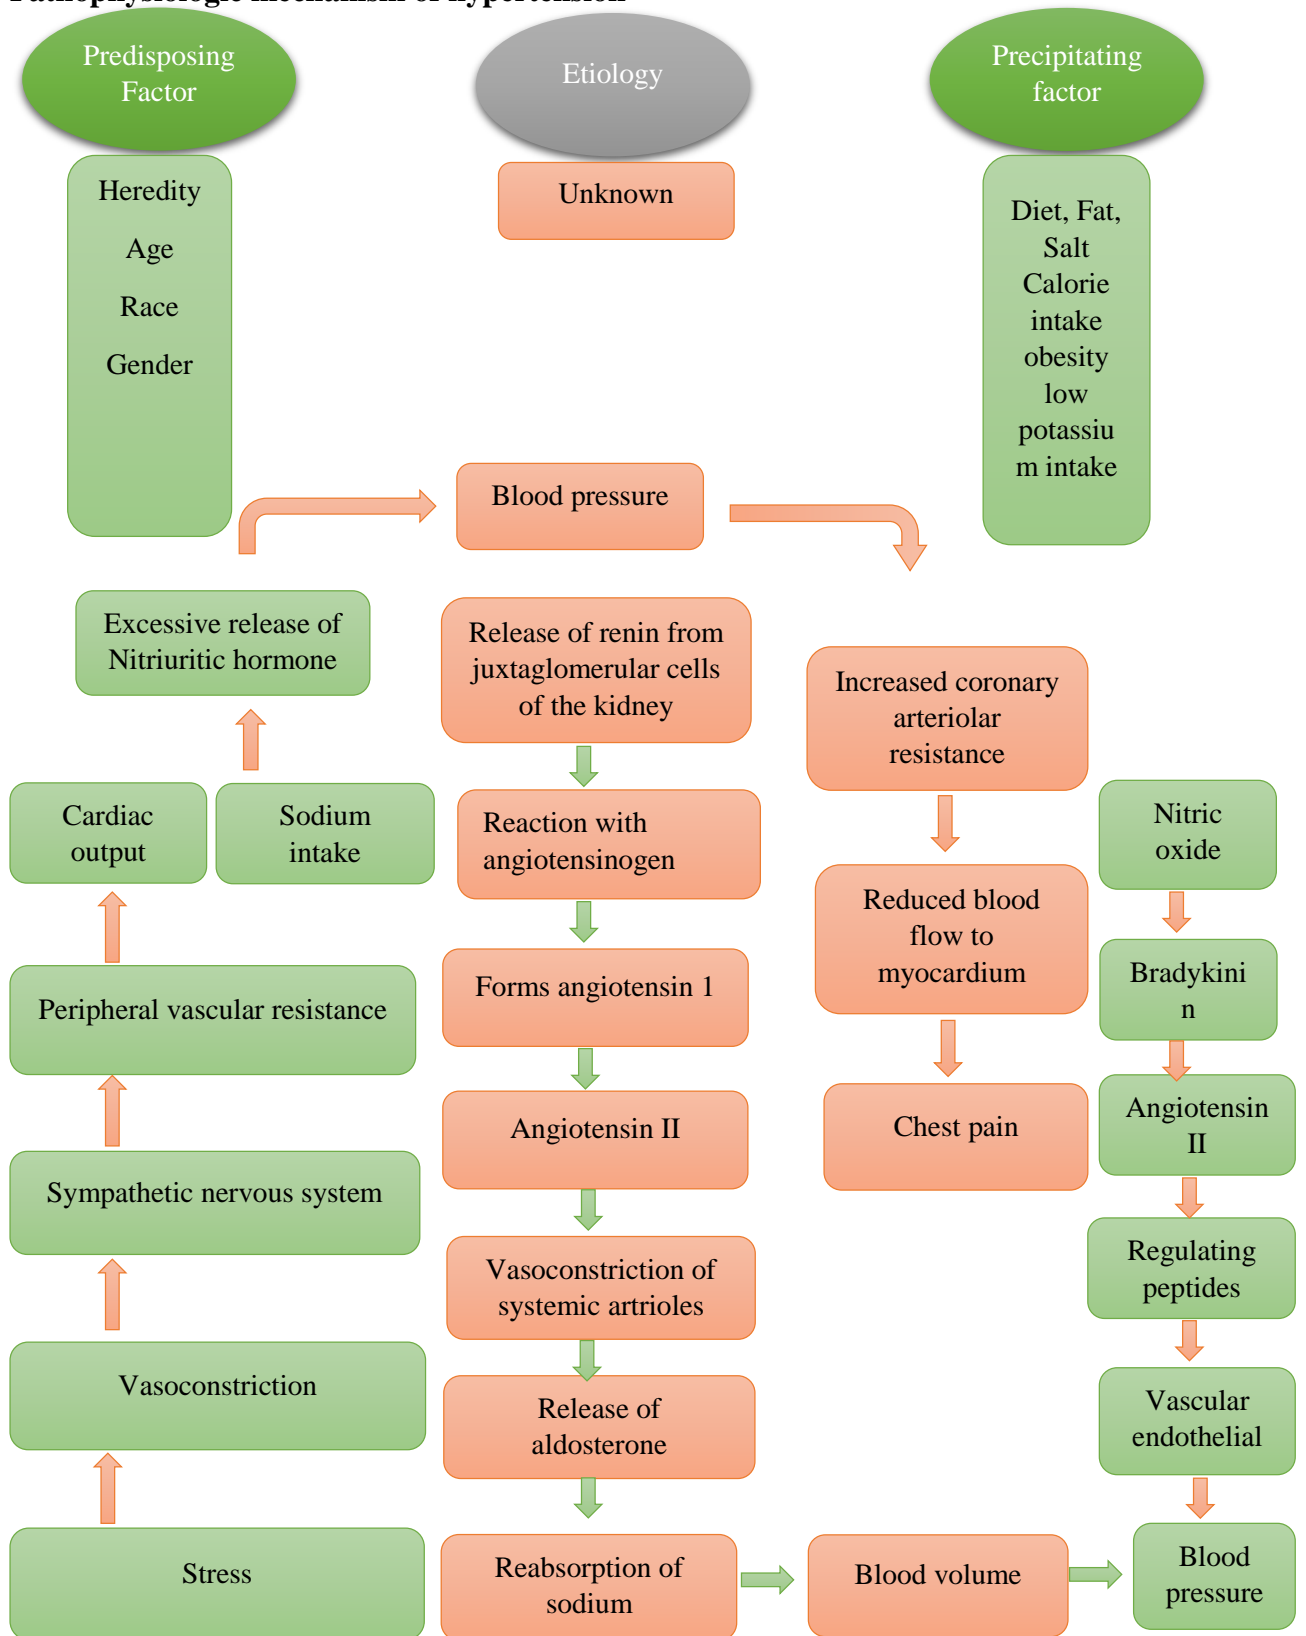 Pathophysiologic mechanism of hypertension
Predisposing
Factor
Etiology
Precipitating
factor
Heredity
Age
Race
Gender
Unknown
Diet, Fat,
Salt
Calorie
intake
obesity
low
potassiu
m intake
Blood pressure
Excessive release of
Nitriuritic hormone
Release of renin from
juxtaglomerular cells
of the kidney
Increased coronary
arteriolar
resistance
Cardiac
output
Sodium
intake
Reaction with
angiotensinogen
Nitric
oxide
Reduced blood
flow to
myocardium
Bradykini
n
Peripheral vascular resistance
Forms angiotensin 1
Angiotensin II
Chest pain
Angiotensin
II
Sympathetic nervous system
Vasoconstriction of
systemic artrioles
Regulating
peptides
Vasoconstriction
Release of
aldosterone
Vascular
endothelial
Stress
Reabsorption of
sodium
Blood volume
Blood
pressure